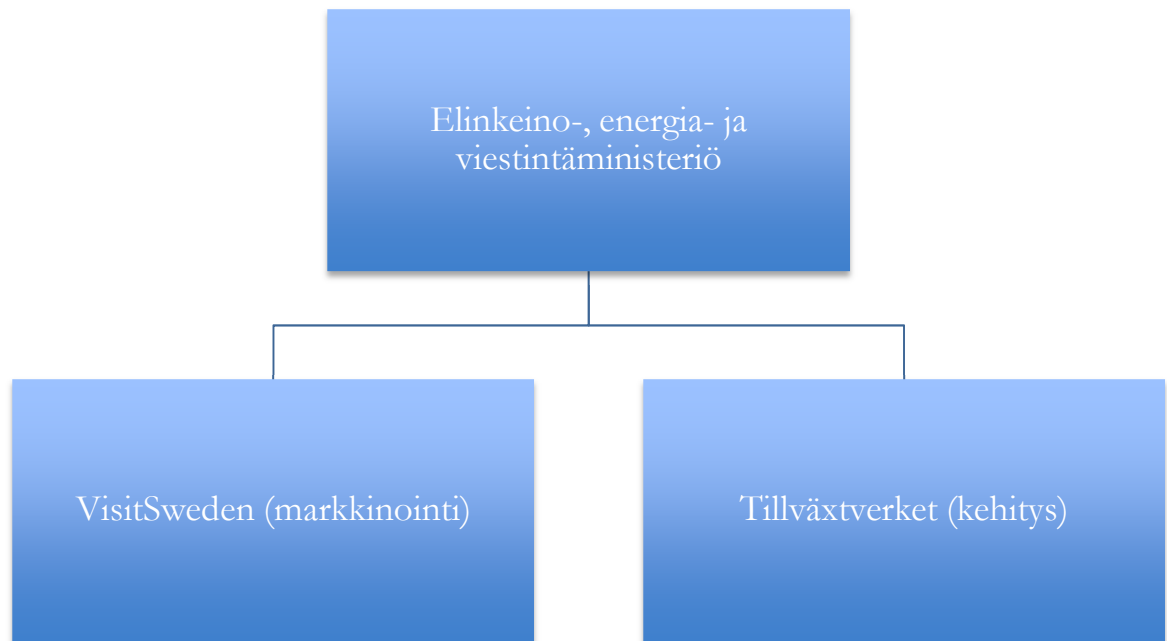 Elinkeino-, energia- ja
viestintäministeriö
VisitSweden (markkinointi)
Tillväxtverket (kehitys)